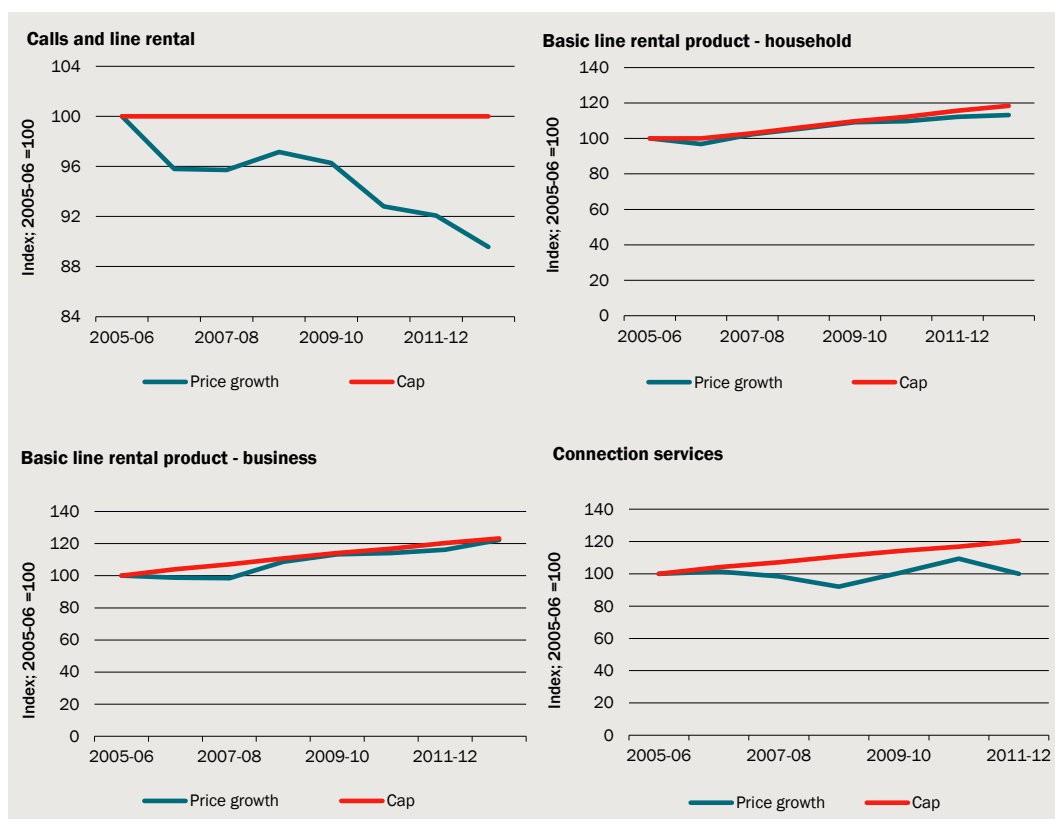 Calls and line rental
Index; 2005-06 =100
104
100
96
92
88
84
2005-06 2007-08 2009-10 2011-12
Price growth Cap
Basic line rental product - household
Index; 2005-06 =100
140
120
100
80
60
40
20
0
2005-06 2007-08 2009-10 2011-12
Price growth Cap
Basic line rental product - business
Index; 2005-06 =100
140
120
100
80
60
40
20
0
2005-06 2007-08 2009-10 2011-12
Price growth Cap
Connection services
Index; 2005-06 =100
140
120
100
80
60
40
20
0
2005-06 2007-08 2009-10 2011-12
Price growth Cap